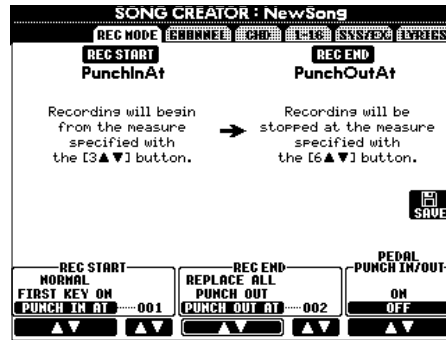 SONG CREATOR : NewSong
REC MODE CHANNEL CHD 1-16 SYS/EX. LYRICS
REC START REC END
PunchInAt PunchOutAt
Recording will begin
from the measure
specified with
the [3▲▼] button.
Recording will be
stopped at the measure
specified with
the [6▲▼] button.
SAVE
REC START
NORMAL
FIRST KEY ON
PUNCH IN AT 001
REC END
REPLACE ALL
PUNCH OUT
PUNCH OUT AT 002
PEDAL
PUNCH IN/OUT
ON
OFF